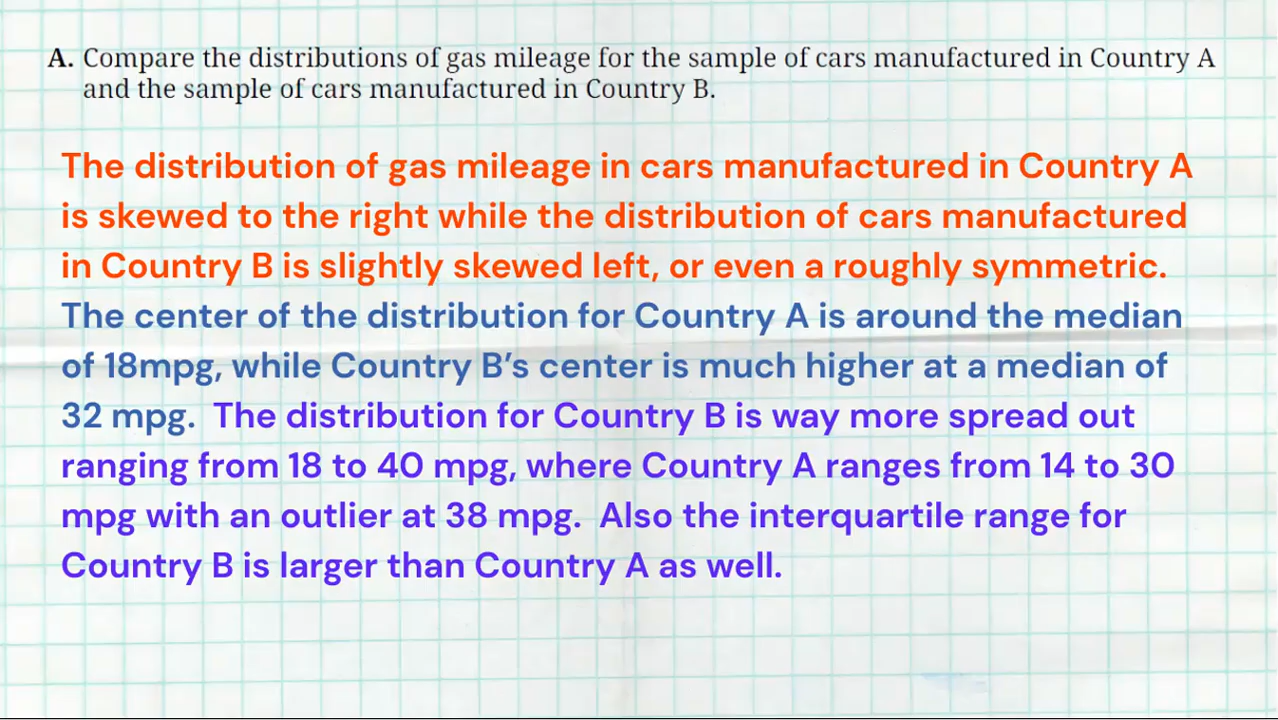 A. Compare the distributions of gas mileage for the sample of cars manufactured in Country A
and the sample of cars manufactured in Country B.
The distribution of gas mileage in cars manufactured in Country A
is skewed to the right while the distribution of cars manufactured
in Country B is slightly skewed left, or even a roughly symmetric.
The center of the distribution for Country A is around the median
of 18mpg, while Country B’s center is much higher at a median of
32 mpg. The distribution for Country B is way more spread out
ranging from 18 to 40 mpg, where Country A ranges from 14 to 30
mpg with an outlier at 38 mpg. Also the interquartile range for
Country B is larger than Country A as well.